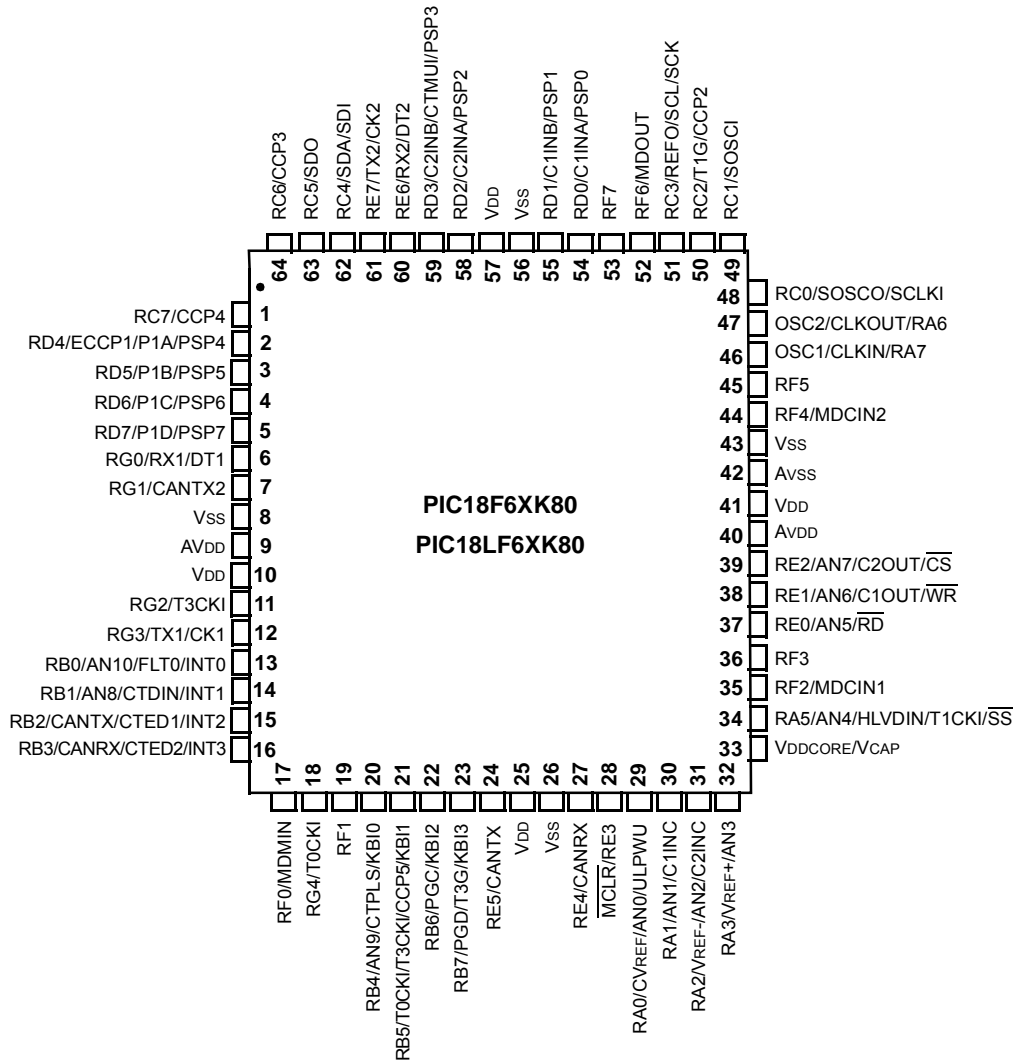 RC6/CCP3
RC5/SDO
RC4/SDA/SDI
RE7/TX2/CK2
RE6/RX2/DT2
RD3/C2INB/CTMUI/PSP3
RD2/C2INA/PSP2
VDD
VSS
RD1/C1INB/PSP1
RD0/C1INA/PSP0
RF7
RF6/MDOUT
RC3/REFO/SCL/SCK
RC2/T1G/CCP2
RC1/SOSCI
64 63 62 61 60 59 58 57 56 55 54 53 52 51 50 49
RC7/CCP4 1
RD4/ECCP1/P1A/PSP4 2
RD5/P1B/PSP5 3
RD6/P1C/PSP6 4
RD7/P1D/PSP7 5
RG0/RX1/DT1 6
RG1/CANTX2 7
VSS 8
AVDD 9
VDD 10
RG2/T3CKI 11
RG3/TX1/CK1 12
RB0/AN10/FLT0/INT0 13
RB1/AN8/CTDIN/INT1 14
RB2/CANTX/CTED1/INT2 15
RB3/CANRX/CTED2/INT3 16
PIC18F6XK80
PIC18LF6XK80
48 RC0/SOSCO/SCLKI
47 OSC2/CLKOUT/RA6
46 OSC1/CLKIN/RA7
45 RF5
44 RF4/MDCIN2
43 VSS
42 AVSS
41 VDD
40 AVDD
39 RE2/AN7/C2OUT/CS
38 RE1/AN6/C1OUT/WR
37 RE0/AN5/RD
36 RF3
35 RF2/MDCIN1
34 RA5/AN4/HLVDIN/T1CKI/SS
33 VDDCORE/VCAP
17 18 19 20 21 22 23 24 25 26 27 28 29 30 31 32
RF0/MDMIN
RG4/T0CKI
RF1
RB4/AN9/CTPLS/KBI0
RB5/T0CKI/T3CKI/CCP5/KBI1
RB6/PGC/KBI2
RB7/PGD/T3G/KBI3
RE5/CANTX
VDD
VSS
RE4/CANRX
MCLR/RE3
RA0/CVREF/AN0/ULPWU
RA1/AN1/C1INC
RA2/VREF-/AN2/C2INC
RA3/VREF+/AN3